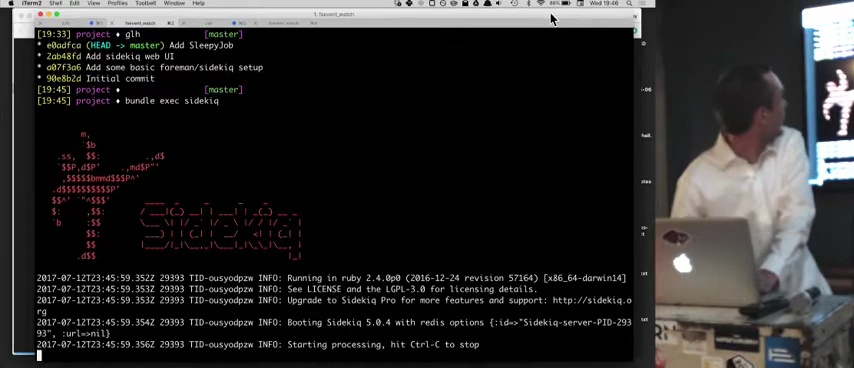 iTerm2 Shell Edit View Profiles Toolbelt Window Help
86% Wed 19:46
1. fswent_watch
fswent_watch ⌘2
[19:33] project ♦ glh [master]
* e0adfca (HEAD -> master) Add SleepyJob
* 2ab48fd Add sidekiq web UI
* a07f3a6 Add some basic foreman/sidekiq setup
* 90e8b2d Initial commit
[19:45] project ♦ [master]
[19:45] project ♦ bundle exec sidekiq
m,
`$b
.ss, $$: .,d$
`$$P,d$P' .,md$P"'
,$$$$$bmmd$$$P^'
.d$$$$$$$$$$P'
$$^' `"^$$$'
$: ,$$:
`b :$$
$$:
$$
.d$$
sidekiq
2017-07-12T23:45:59.352Z 29393 TID-ousyodpzw INFO: Running in ruby 2.4.0p0 (2016-12-24 revision 57164) [x86_64-darwin14]
2017-07-12T23:45:59.353Z 29393 TID-ousyodpzw INFO: See LICENSE and the LGPL-3.0 for licensing details.
2017-07-12T23:45:59.353Z 29393 TID-ousyodpzw INFO: Upgrade to Sidekiq Pro for more features and support: http://sidekiq.o
rg
2017-07-12T23:45:59.354Z 29393 TID-ousyodpzw INFO: Booting Sidekiq 5.0.4 with redis options {:id=>"Sidekiq-server-PID-293
93", :url=>nil}
2017-07-12T23:45:59.356Z 29393 TID-ousyodpzw INFO: Starting processing, hit Ctrl-C to stop